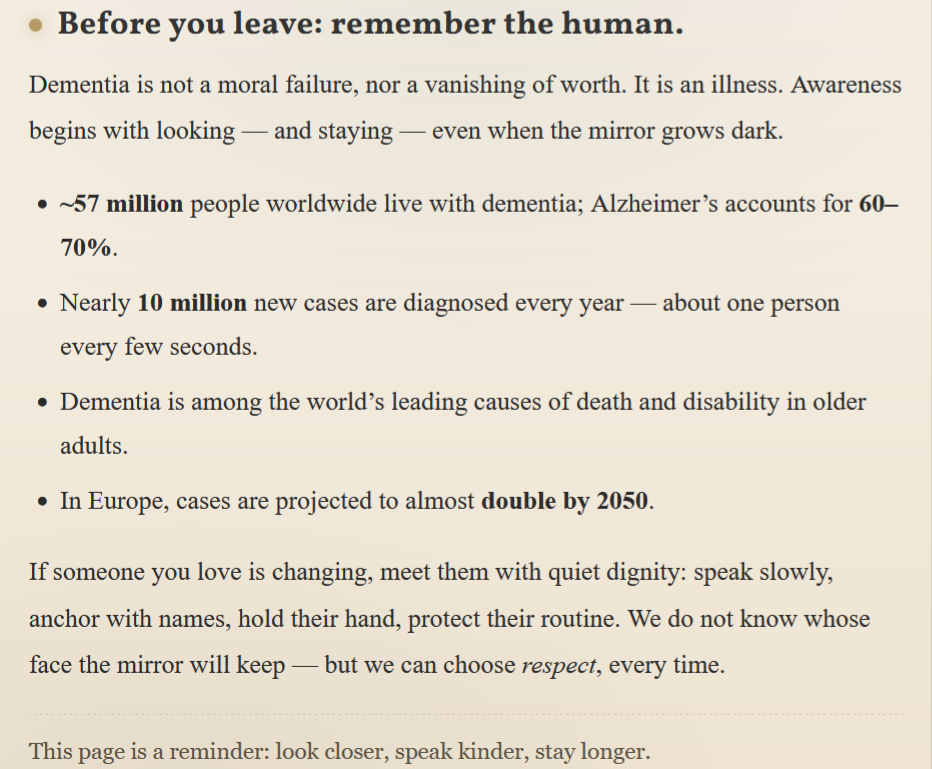 Before you leave: remember the human.
Dementia is not a moral failure, nor a vanishing of worth. It is an illness. Awareness
begins with looking — and staying — even when the mirror grows dark.
• ~57 million people worldwide live with dementia; Alzheimer’s accounts for 60–
70%.
• Nearly 10 million new cases are diagnosed every year — about one person
every few seconds.
• Dementia is among the world’s leading causes of death and disability in older
adults.
• In Europe, cases are projected to almost double by 2050.
If someone you love is changing, meet them with quiet dignity: speak slowly,
anchor with names, hold their hand, protect their routine. We do not know whose
face the mirror will keep — but we can choose respect, every time.
This page is a reminder: look closer, speak kinder, stay longer.